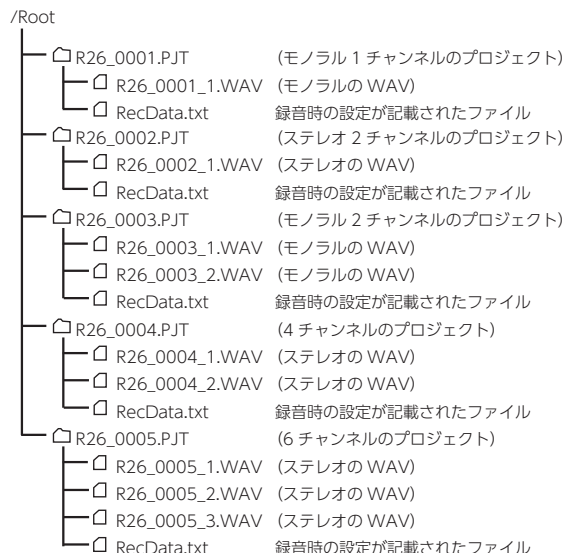 /Root
R26_0001.PJT (モノラル 1 チャンネルのプロジェクト)
R26_0001_1.WAV (モノラルの WAV)
RecData.txt 録音時の設定が記載されたファイル
R26_0002.PJT (ステレオ 2 チャンネルのプロジェクト)
R26_0002_1.WAV (ステレオの WAV)
RecData.txt 録音時の設定が記載されたファイル
R26_0003.PJT (モノラル 2 チャンネルのプロジェクト)
R26_0003_1.WAV (モノラルの WAV)
R26_0003_2.WAV (モノラルの WAV)
RecData.txt 録音時の設定が記載されたファイル
R26_0004.PJT (4 チャンネルのプロジェクト)
R26_0004_1.WAV (ステレオの WAV)
R26_0004_2.WAV (ステレオの WAV)
RecData.txt 録音時の設定が記載されたファイル
R26_0005.PJT (6 チャンネルのプロジェクト)
R26_0005_1.WAV (ステレオの WAV)
R26_0005_2.WAV (ステレオの WAV)
R26_0005_3.WAV (ステレオの WAV)
RecData.txt 録音時の設定が記載されたファイル